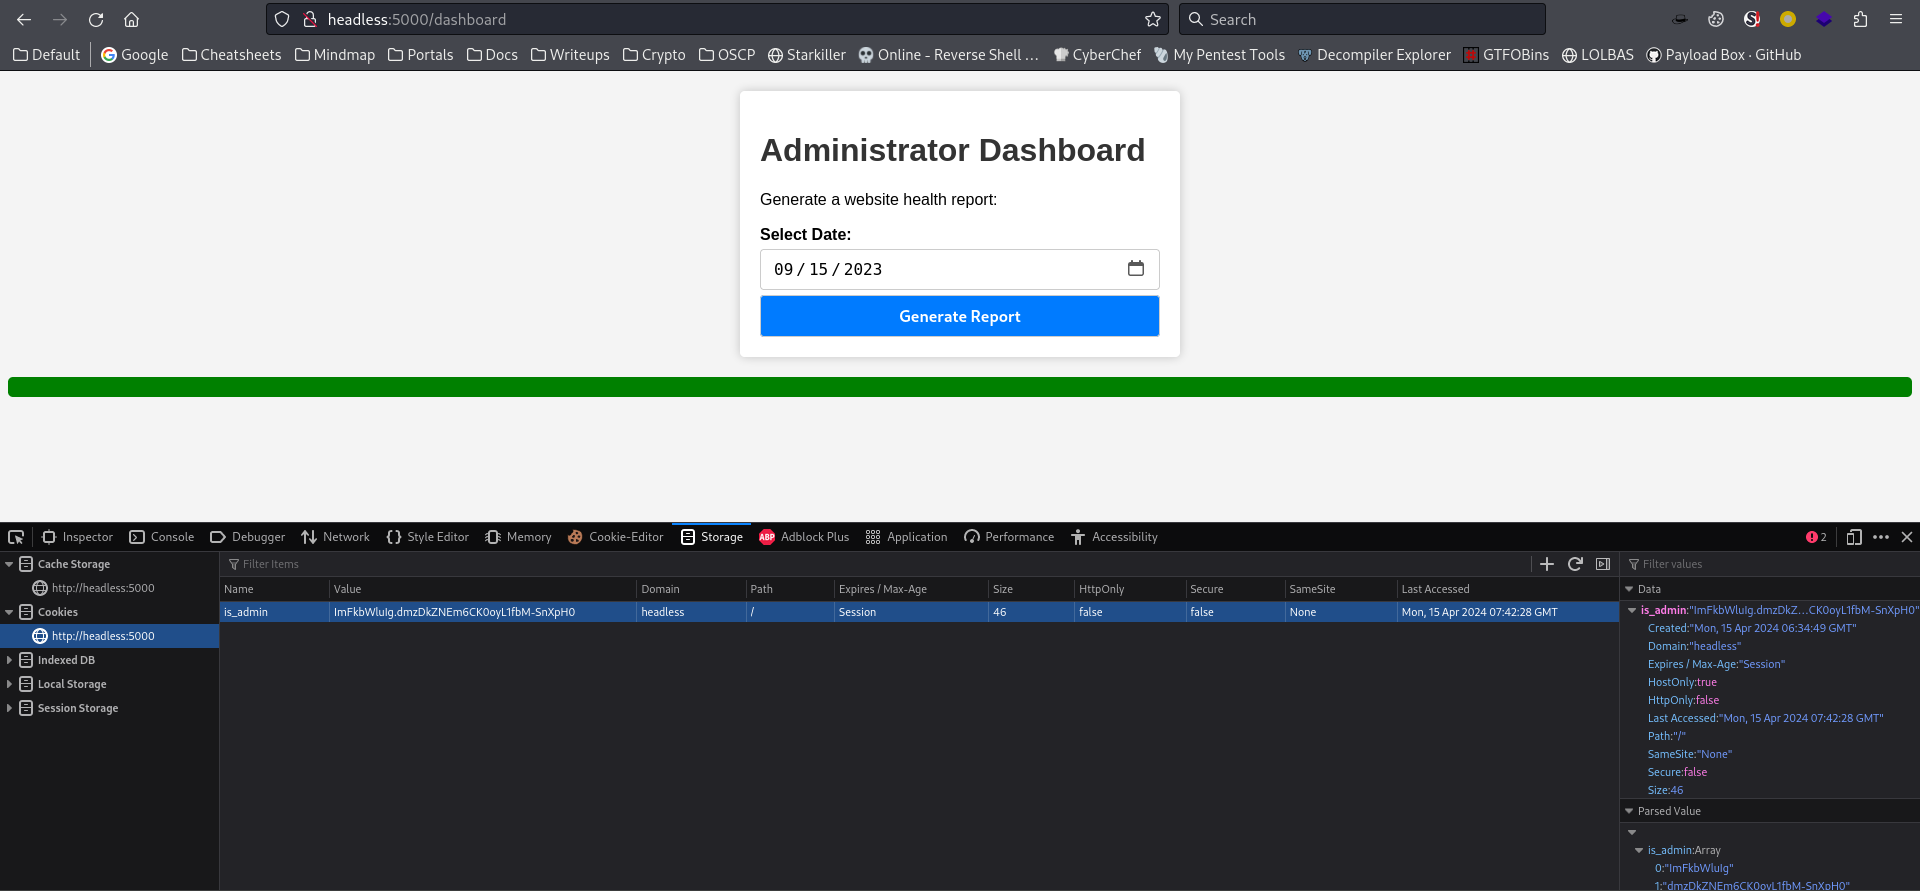 headless:5000/dashboard
Search
Default Google Cheatsheets Mindmap Portals Docs Writeups Crypto OSCP Starkiller Online - Reverse Shell … CyberChef My Pentest Tools Decompiler Explorer GTFOBins LOLBAS Payload Box · GitHub
Administrator Dashboard
Generate a website health report:
Select Date:
09/15/2023
Generate Report
Inspector Console Debugger Network Style Editor Memory Cookie-Editor Storage ABP Adblock Plus Application Performance Accessibility 2
Cache Storage
http://headless:5000
Cookies
http://headless:5000
Indexed DB
Local Storage
Session Storage
Filter Items
Name Value Domain Path Expires / Max-Age Size HttpOnly Secure SameSite Last Accessed
is_admin ImFkbWluIg.dmzDkZNEm6CK0oyL1fbM-SnXpH0 headless / Session 46 false false None Mon, 15 Apr 2024 07:42:28 GMT
Filter values
Data
is_admin:"ImFkbWluIg.dmzDkZ…CK0oyL1fbM-SnXpH0"
Created:"Mon, 15 Apr 2024 06:34:49 GMT"
Domain:"headless"
Expires / Max-Age:"Session"
HostOnly:true
HttpOnly:false
Last Accessed:"Mon, 15 Apr 2024 07:42:28 GMT"
Path:"/"
SameSite:"None"
Secure:false
Size:46
Parsed Value
is_admin:Array
0:"ImFkbWluIg"
1:"dmzDkZNEm6CK0oyL1fbM-SnXpH0"